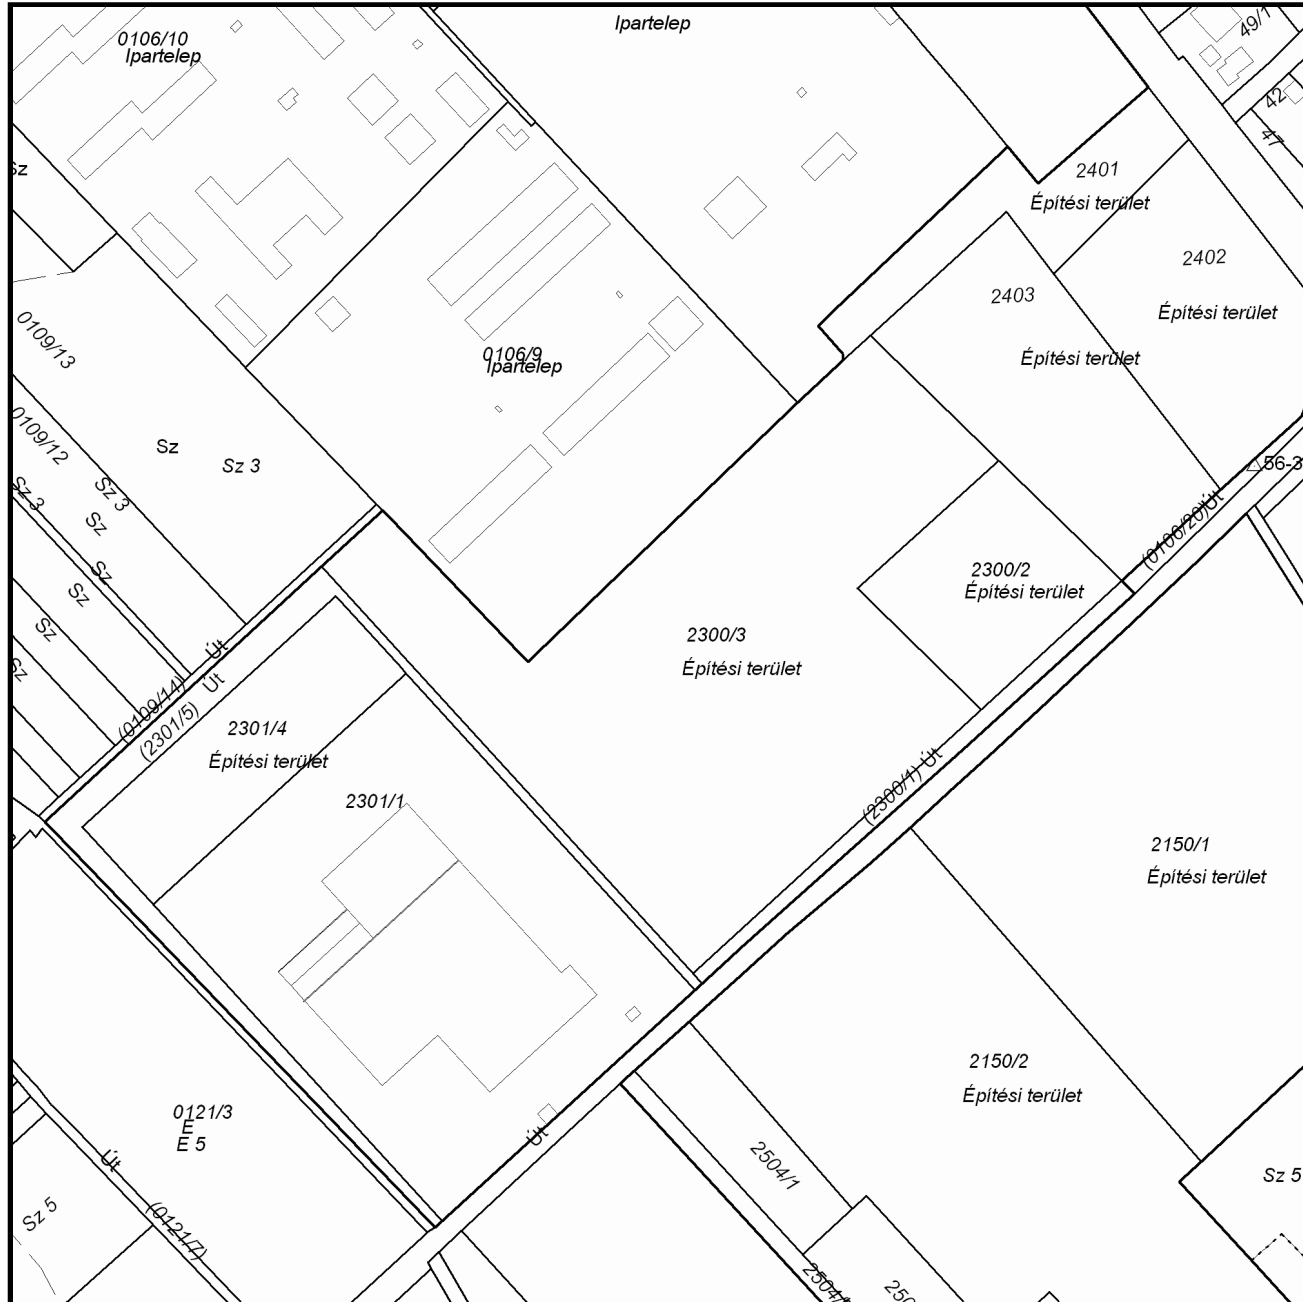 0106/10
Ipartelep
Ipartelep
49/1
42
47
Sz
2401
Építési terület
2402
Építési terület
2403
Építési terület
0109/13
0106/9
Ipartelep
0109/12
Sz
Sz 3
Sz 3
Sz 3
Sz
56-3
(0106/20)Út
Sz
Sz
Sz
Sz
2300/2
Építési terület
2300/3
Építési terület
Út
(0109/14)
Út
(2301/5)
2301/4
Építési terület
2301/1
(2300/1) Út
2150/1
Építési terület
2150/2
Építési terület
0121/3
E
E 5
Út
Út
2504/1
Sz 5
Sz 5
(0121/7)